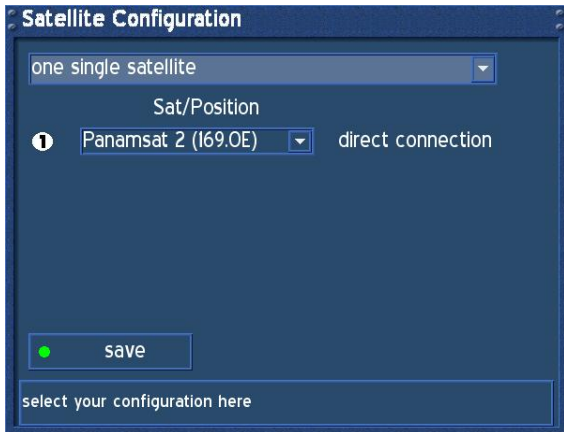 Satellite Configuration
one single satellite
Sat/Position
1 Panamsat 2 (169.0E) direct connection
save
select your configuration here